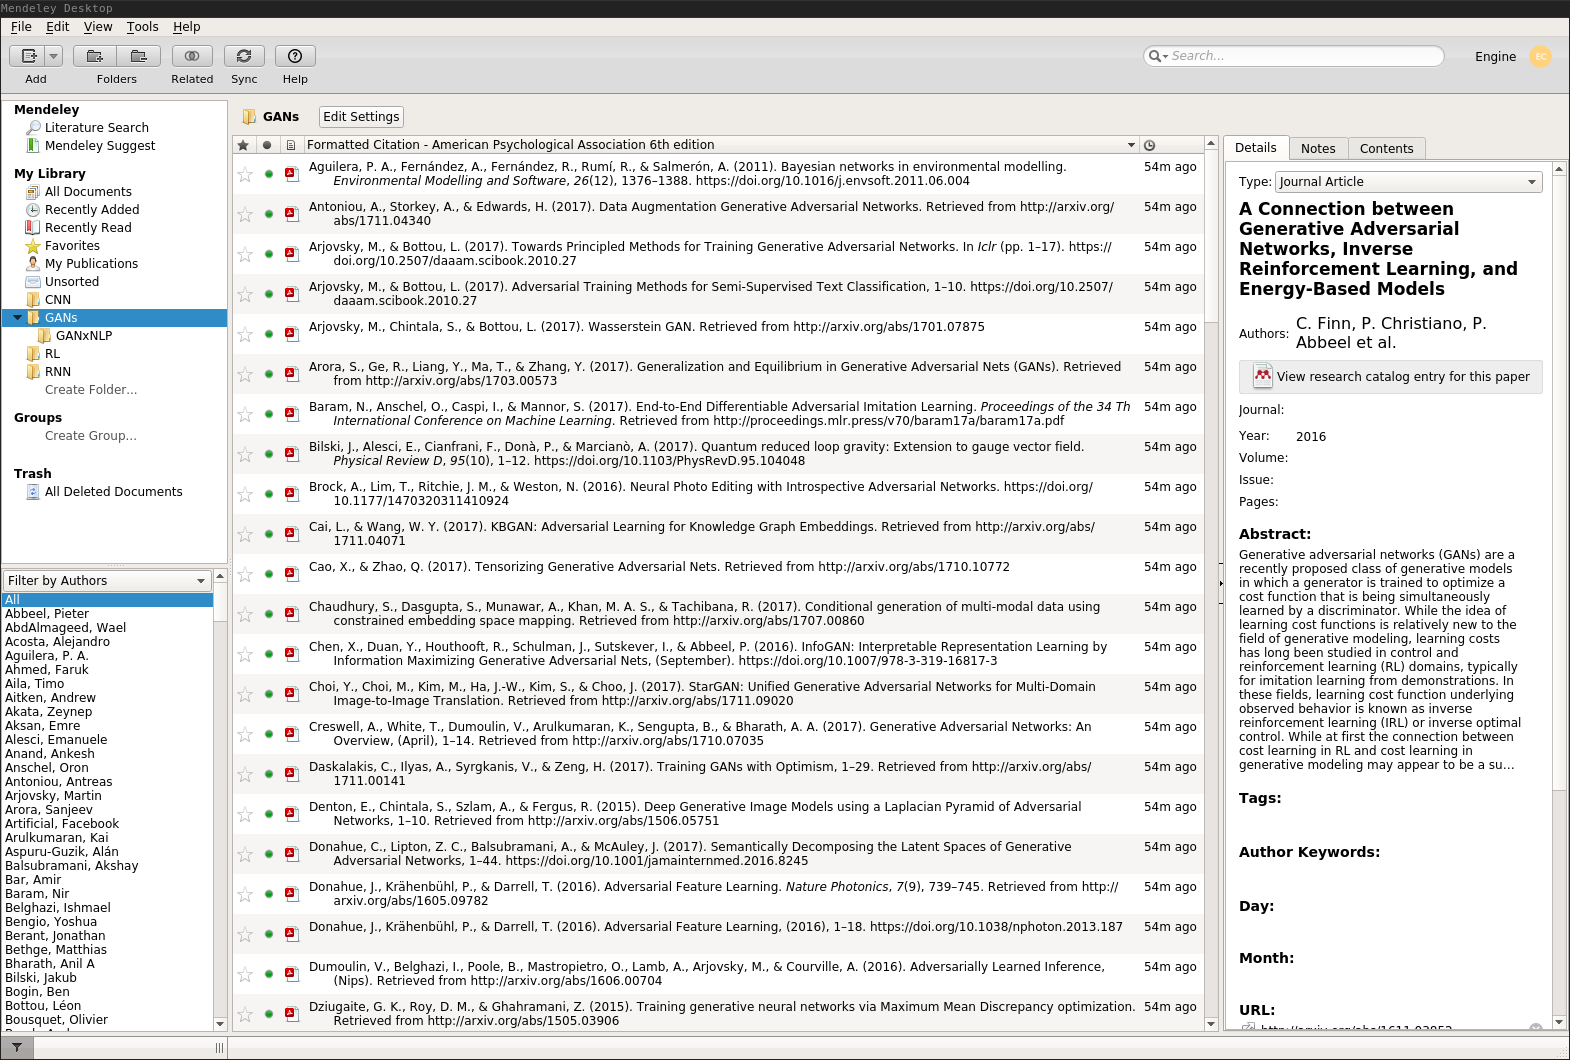 Mendeley Desktop
File Edit View Tools Help
Add Folders Related Sync Help
Search...
Engine EC
Mendeley
Literature Search
Mendeley Suggest
My Library
All Documents
Recently Added
Recently Read
Favorites
My Publications
Unsorted
CNN
GANs
GANxNLP
RL
RNN
Create Folder...
Groups
Create Group...
Trash
All Deleted Documents
Filter by Authors
All
Abbeel, Pieter
AbdAlmageed, Wael
Acosta, Alejandro
Aguilera, P. A.
Ahmed, Faruk
Aila, Timo
Aitken, Andrew
Akata, Zeynep
Aksan, Emre
Alesci, Emanuele
Anand, Ankesh
Anschel, Oron
Antoniou, Antreas
Arjovsky, Martin
Arora, Sanjeev
Artificial, Facebook
Arulkumaran, Kai
Aspuru-Guzik, Alán
Balsubramani, Akshay
Bar, Amir
Baram, Nir
Belghazi, Ishmael
Bengio, Yoshua
Berant, Jonathan
Bethge, Matthias
Bharath, Anil A
Bilski, Jakub
Bogin, Ben
Bottou, Léon
Bousquet, Olivier
GANs Edit Settings
Formatted Citation - American Psychological Association 6th edition
Aguilera, P. A., Fernández, A., Fernández, R., Rumí, R., & Salmerón, A. (2011). Bayesian networks in environmental modelling. 54m ago
Environmental Modelling and Software, 26(12), 1376–1388. https://doi.org/10.1016/j.envsoft.2011.06.004
Antoniou, A., Storkey, A., & Edwards, H. (2017). Data Augmentation Generative Adversarial Networks. Retrieved from http://arxiv.org/ 54m ago
abs/1711.04340
Arjovsky, M., & Bottou, L. (2017). Towards Principled Methods for Training Generative Adversarial Networks. In Iclr (pp. 1–17). https:// 54m ago
doi.org/10.2507/daaam.scibook.2010.27
Arjovsky, M., & Bottou, L. (2017). Adversarial Training Methods for Semi-Supervised Text Classification, 1–10. https://doi.org/10.2507/ 54m ago
daaam.scibook.2010.27
Arjovsky, M., Chintala, S., & Bottou, L. (2017). Wasserstein GAN. Retrieved from http://arxiv.org/abs/1701.07875 54m ago
Arora, S., Ge, R., Liang, Y., Ma, T., & Zhang, Y. (2017). Generalization and Equilibrium in Generative Adversarial Nets (GANs). Retrieved 54m ago
from http://arxiv.org/abs/1703.00573
Baram, N., Anschel, O., Caspi, I., & Mannor, S. (2017). End-to-End Differentiable Adversarial Imitation Learning. Proceedings of the 34 Th 54m ago
International Conference on Machine Learning. Retrieved from http://proceedings.mlr.press/v70/baram17a/baram17a.pdf
Bilski, J., Alesci, E., Cianfrani, F., Donà, P., & Marcianò, A. (2017). Quantum reduced loop gravity: Extension to gauge vector field. 54m ago
Physical Review D, 95(10), 1–12. https://doi.org/10.1103/PhysRevD.95.104048
Brock, A., Lim, T., Ritchie, J. M., & Weston, N. (2016). Neural Photo Editing with Introspective Adversarial Networks. https://doi.org/ 54m ago
10.1177/1470320311410924
Cai, L., & Wang, W. Y. (2017). KBGAN: Adversarial Learning for Knowledge Graph Embeddings. Retrieved from http://arxiv.org/abs/ 54m ago
1711.04071
Cao, X., & Zhao, Q. (2017). Tensorizing Generative Adversarial Nets. Retrieved from http://arxiv.org/abs/1710.10772 54m ago
Chaudhury, S., Dasgupta, S., Munawar, A., Khan, M. A. S., & Tachibana, R. (2017). Conditional generation of multi-modal data using 54m ago
constrained embedding space mapping. Retrieved from http://arxiv.org/abs/1707.00860
Chen, X., Duan, Y., Houthooft, R., Schulman, J., Sutskever, I., & Abbeel, P. (2016). InfoGAN: Interpretable Representation Learning by 54m ago
Information Maximizing Generative Adversarial Nets, (September). https://doi.org/10.1007/978-3-319-16817-3
Choi, Y., Choi, M., Kim, M., Ha, J.-W., Kim, S., & Choo, J. (2017). StarGAN: Unified Generative Adversarial Networks for Multi-Domain 54m ago
Image-to-Image Translation. Retrieved from http://arxiv.org/abs/1711.09020
Creswell, A., White, T., Dumoulin, V., Arulkumaran, K., Sengupta, B., & Bharath, A. A. (2017). Generative Adversarial Networks: An 54m ago
Overview, (April), 1–14. Retrieved from http://arxiv.org/abs/1710.07035
Daskalakis, C., Ilyas, A., Syrgkanis, V., & Zeng, H. (2017). Training GANs with Optimism, 1–29. Retrieved from http://arxiv.org/abs/ 54m ago
1711.00141
Denton, E., Chintala, S., Szlam, A., & Fergus, R. (2015). Deep Generative Image Models using a Laplacian Pyramid of Adversarial 54m ago
Networks, 1–10. Retrieved from http://arxiv.org/abs/1506.05751
Donahue, C., Lipton, Z. C., Balsubramani, A., & McAuley, J. (2017). Semantically Decomposing the Latent Spaces of Generative 54m ago
Adversarial Networks, 1–44. https://doi.org/10.1001/jamainternmed.2016.8245
Donahue, J., Krähenbühl, P., & Darrell, T. (2016). Adversarial Feature Learning. Nature Photonics, 7(9), 739–745. Retrieved from http:// 54m ago
arxiv.org/abs/1605.09782
Donahue, J., Krähenbühl, P., & Darrell, T. (2016). Adversarial Feature Learning, (2016), 1–18. https://doi.org/10.1038/nphoton.2013.187 54m ago
Dumoulin, V., Belghazi, I., Poole, B., Mastropietro, O., Lamb, A., Arjovsky, M., & Courville, A. (2016). Adversarially Learned Inference, 54m ago
(Nips). Retrieved from http://arxiv.org/abs/1606.00704
Dziugaite, G. K., Roy, D. M., & Ghahramani, Z. (2015). Training generative neural networks via Maximum Mean Discrepancy optimization. 54m ago
Retrieved from http://arxiv.org/abs/1505.03906
Details Notes Contents
Type: Journal Article
A Connection between
Generative Adversarial
Networks, Inverse
Reinforcement Learning, and
Energy-Based Models
Authors: C. Finn, P. Christiano, P.
Abbeel et al.
View research catalog entry for this paper
Journal:
Year: 2016
Volume:
Issue:
Pages:
Abstract:
Generative adversarial networks (GANs) are a
recently proposed class of generative models
in which a generator is trained to optimize a
cost function that is being simultaneously
learned by a discriminator. While the idea of
learning cost functions is relatively new to the
field of generative modeling, learning costs
has long been studied in control and
reinforcement learning (RL) domains, typically
for imitation learning from demonstrations. In
these fields, learning cost function underlying
observed behavior is known as inverse
reinforcement learning (IRL) or inverse optimal
control. While at first the connection between
cost learning in RL and cost learning in
generative modeling may appear to be a su...
Tags:
Author Keywords:
Day:
Month:
URL:
http://arxiv.org/abs/1611.03852